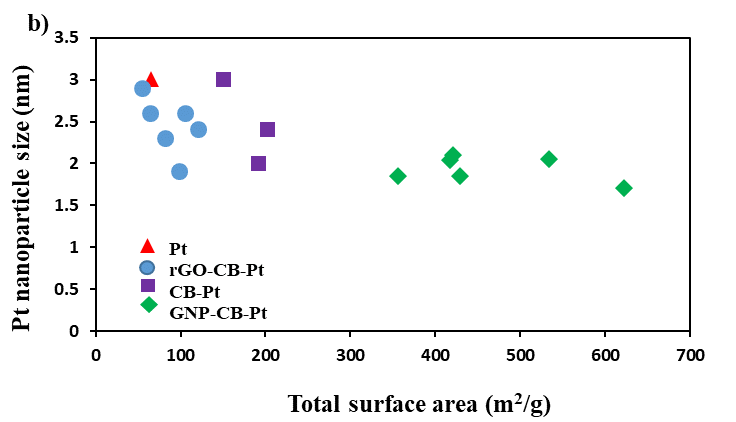 b)
3.5
3
2.5
2
1.5
1
0.5
0
Pt nanoparticle size (nm)
Pt
rGO-CB-Pt
CB-Pt
GNP-CB-Pt
0 100 200 300 400 500 600 700
Total surface area (m²/g)